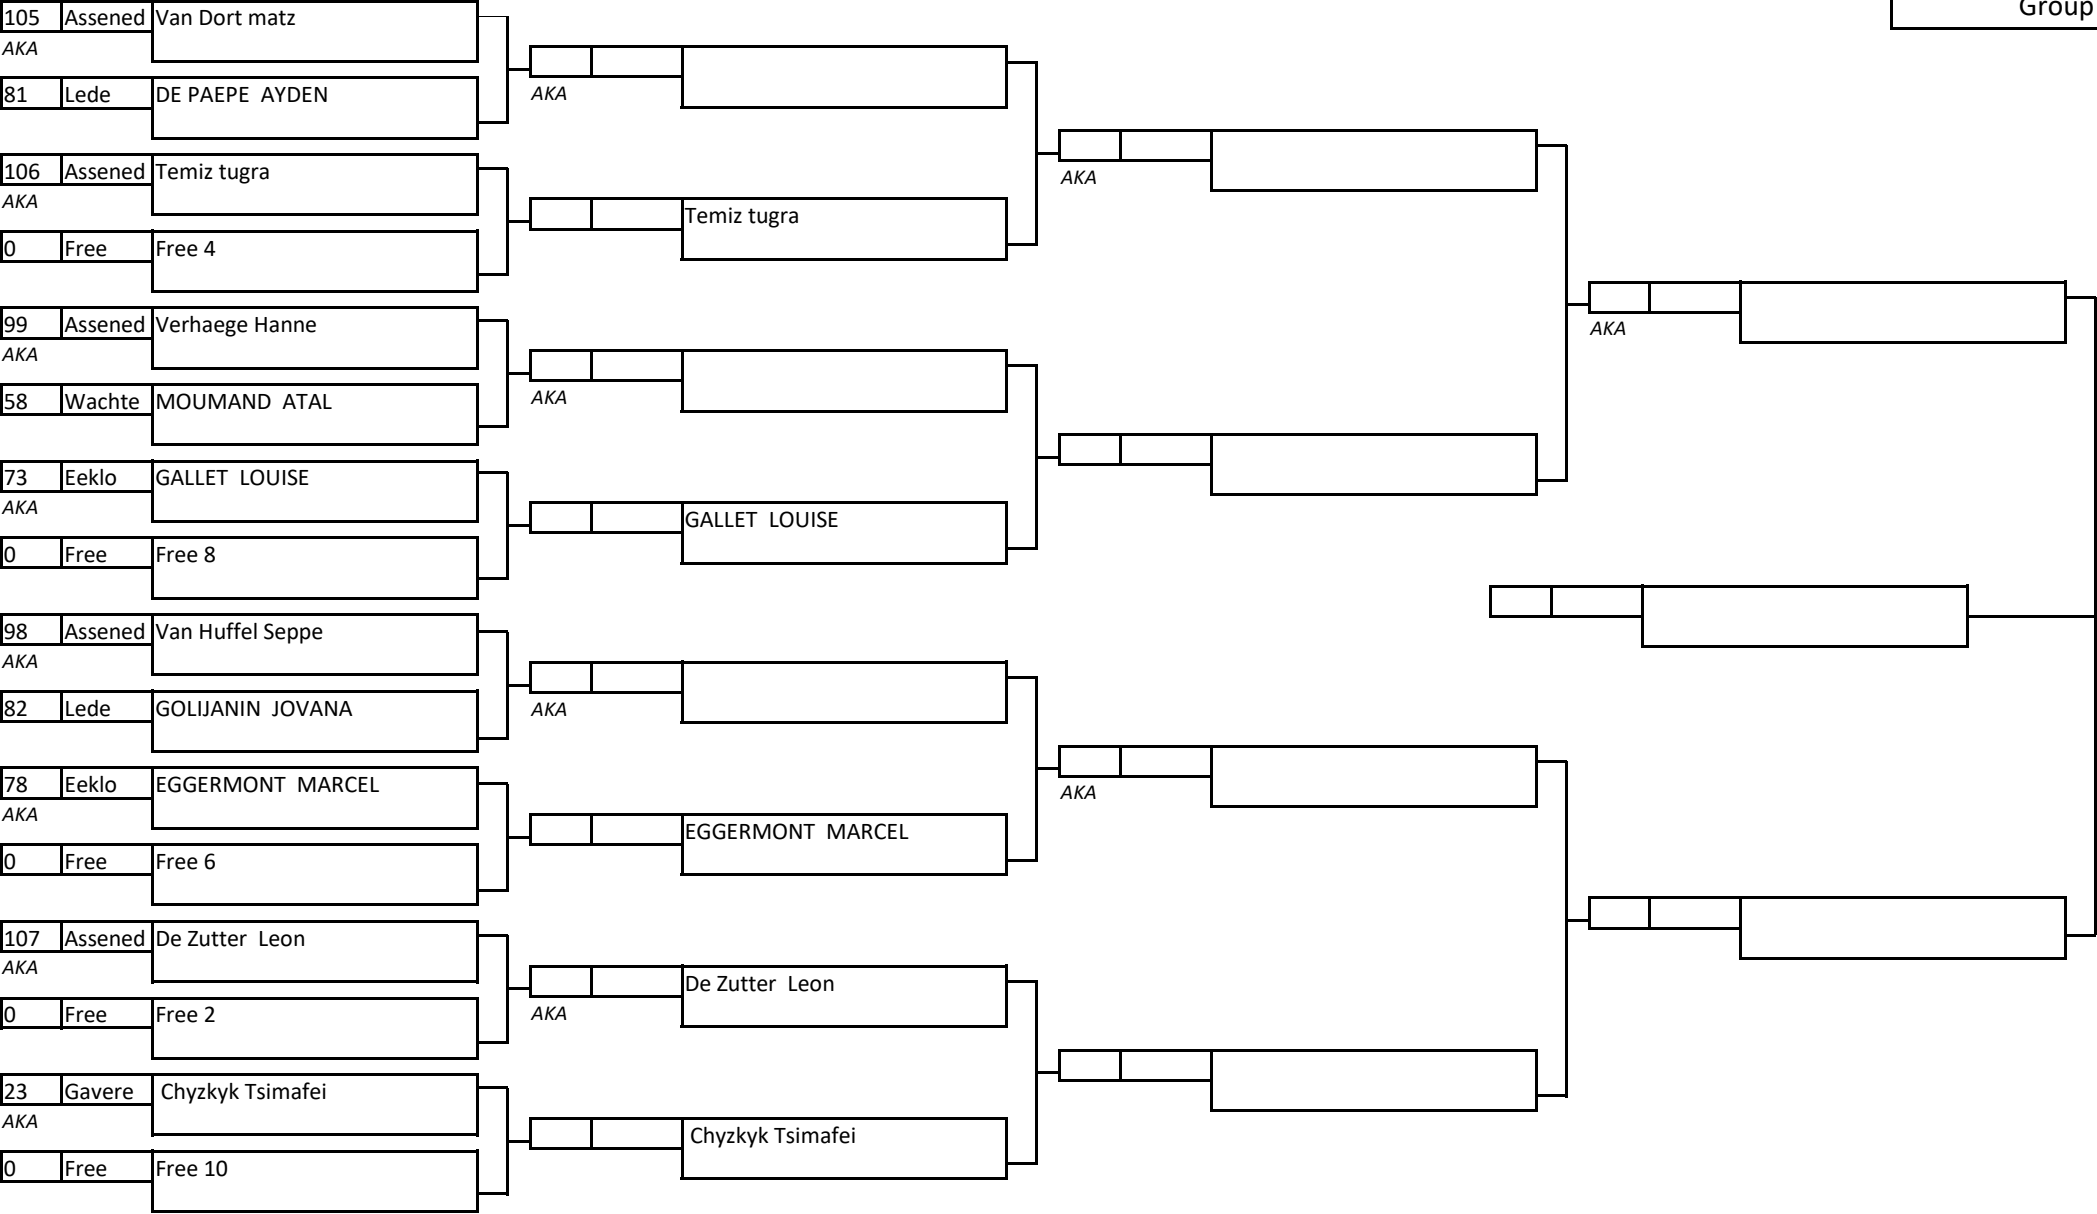 105 Assened Van Dort matz
AKA
81 Lede DE PAEPE  AYDEN
106 Assened Temiz tugra
AKA
0 Free Free 4
99 Assened Verhaege Hanne
AKA
58 Wachte MOUMAND  ATAL
73 Eeklo GALLET  LOUISE
AKA
0 Free Free 8
98 Assened Van Huffel Seppe
AKA
82 Lede GOLIJANIN  JOVANA
78 Eeklo EGGERMONT  MARCEL
AKA
0 Free Free 6
107 Assened De Zutter  Leon
AKA
0 Free Free 2
23 Gavere Chyzkyk Tsimafei
AKA
0 Free Free 10
AKA
Temiz tugra
AKA
GALLET  LOUISE
AKA
EGGERMONT  MARCEL
De Zutter  Leon
AKA
Chyzkyk Tsimafei
AKA
AKA
AKA
Group